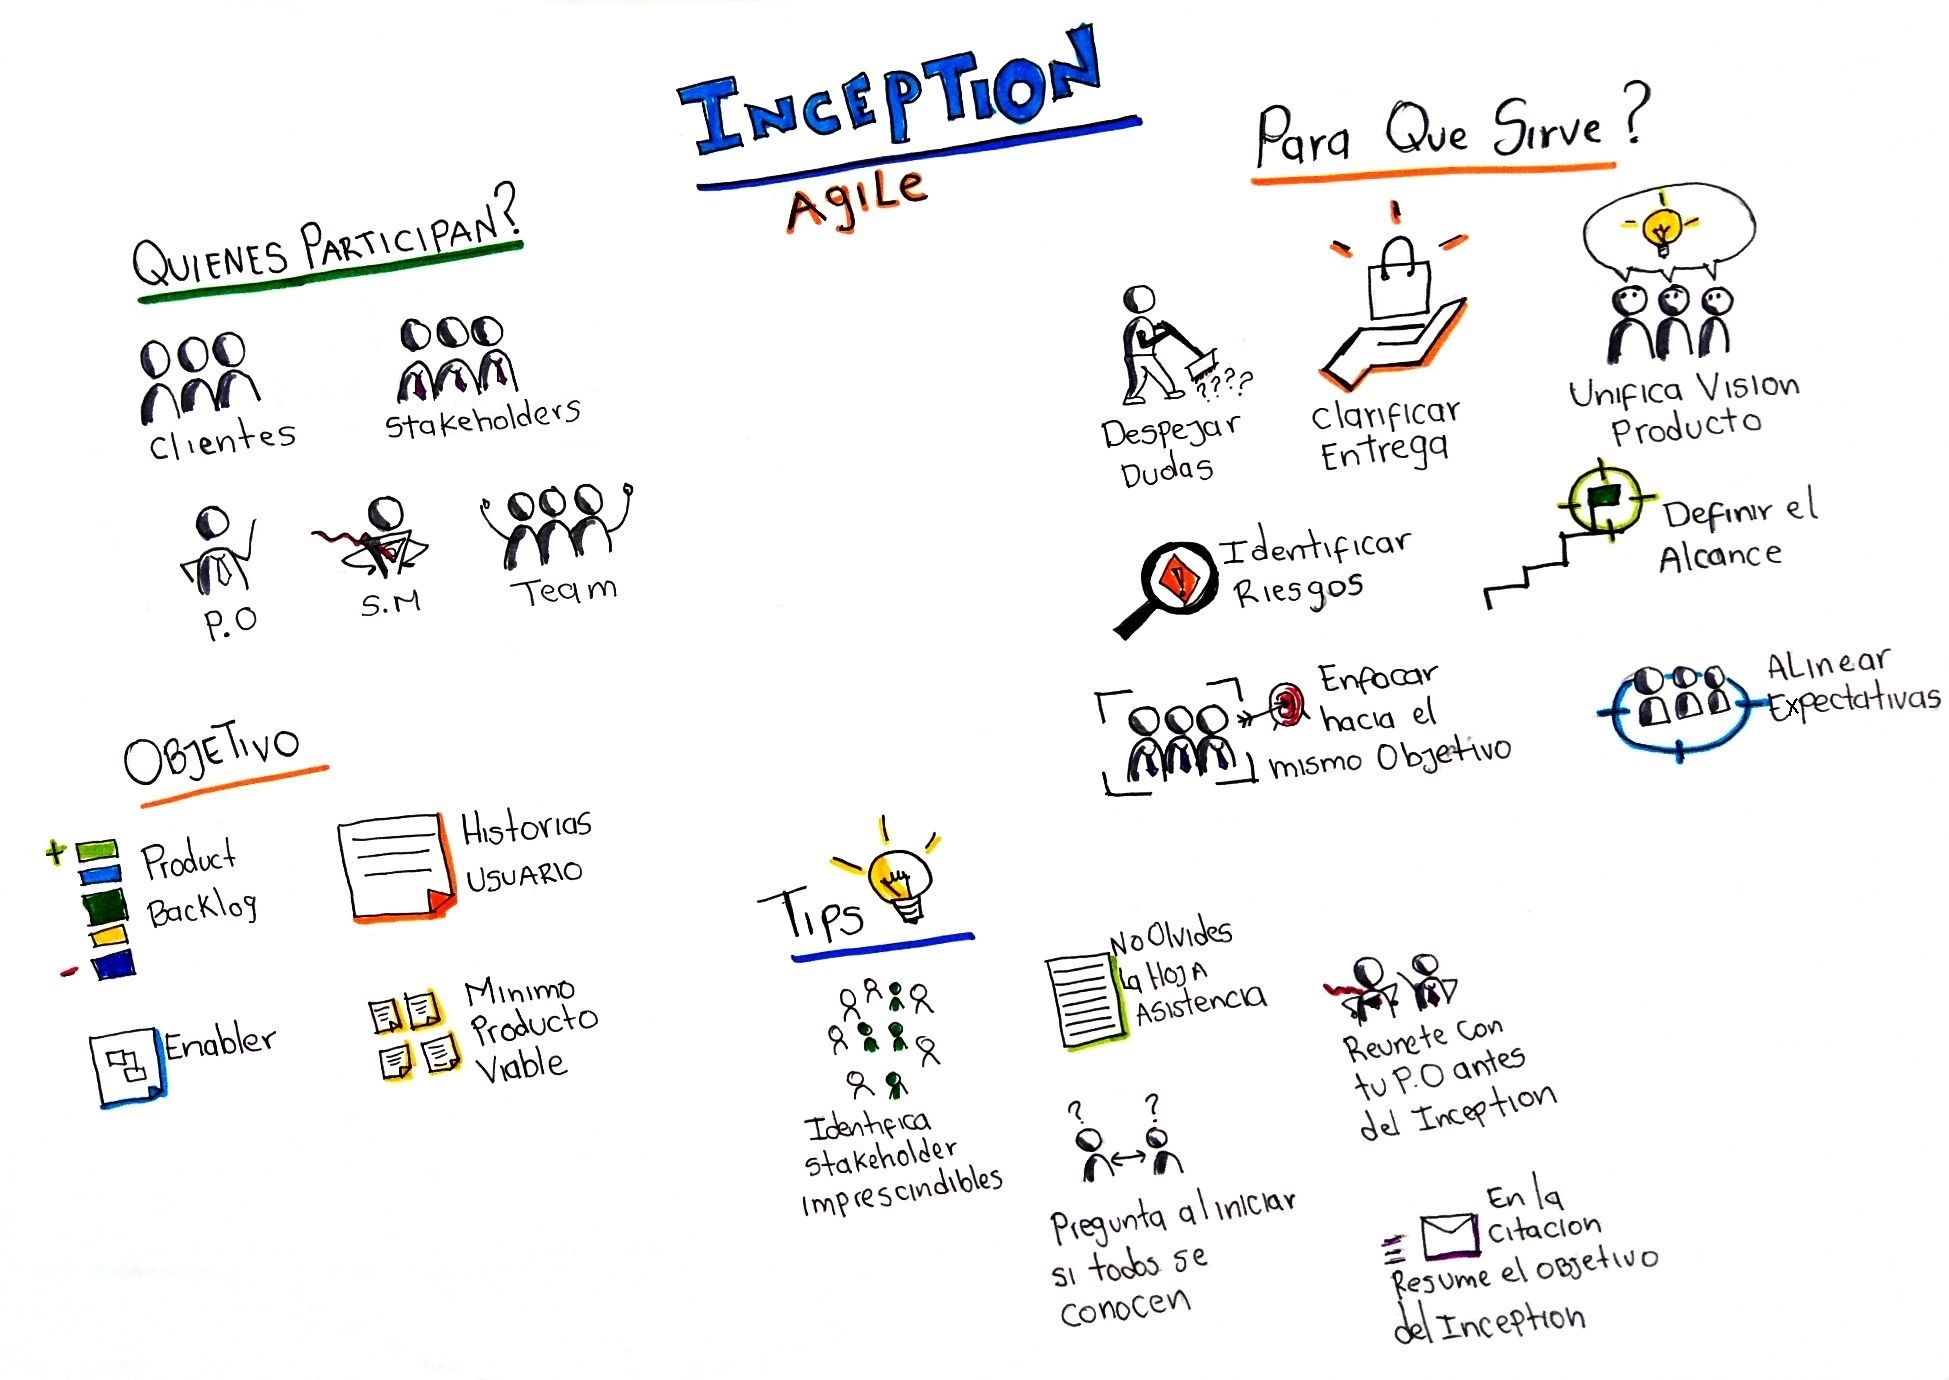 INCEPTION
AgiLe
QUIENES PARTICIPAN?
Clientes
Stakeholders
P.O
S.M
Team
Para Que Sirve?
Despejar
Dudas
????
Clarificar
Entrega
Unifica Vision
Producto
Identificar
Riesgos
!
Definir el
Alcance
Enfocar
hacia el
mismo Objetivo
ALinear
Expectativas
OBJETIVO
+
Product
Backlog
-
Historias
USUARIO
Enabler
Minimo
Producto
Viable
TIPS
Identifica
Stakeholder
imprescindibles
No Olvides
la HOJA
ASistencia
Reunete con
tu P.O antes
del Inception
? ?
Pregunta al iniciar
si todos se
conocen
En la
Citacion
Resume el objetivo
del Inception